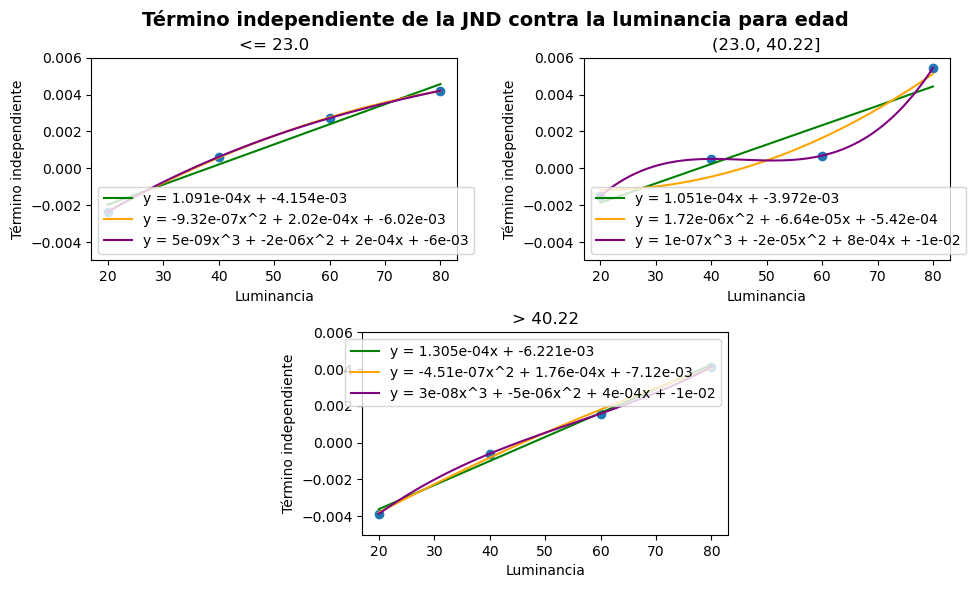 Término independiente de la JND contra la luminancia para edad
<= 23.0
Término independiente
0.006
0.004
0.002
0.000
−0.002
−0.004
y = 1.091e-04x + -4.154e-03
y = -9.32e-07x^2 + 2.02e-04x + -6.02e-03
y = 5e-09x^3 + -2e-06x^2 + 2e-04x + -6e-03
20 30 40 50 60 70 80
Luminancia
(23.0, 40.22]
Término independiente
0.006
0.004
0.002
0.000
−0.002
−0.004
y = 1.051e-04x + -3.972e-03
y = 1.72e-06x^2 + -6.64e-05x + -5.42e-04
y = 1e-07x^3 + -2e-05x^2 + 8e-04x + -1e-02
20 30 40 50 60 70 80
Luminancia
> 40.22
Término independiente
0.006
0.004
0.002
0.000
−0.002
−0.004
y = 1.305e-04x + -6.221e-03
y = -4.51e-07x^2 + 1.76e-04x + -7.12e-03
y = 3e-08x^3 + -5e-06x^2 + 4e-04x + -1e-02
20 30 40 50 60 70 80
Luminancia